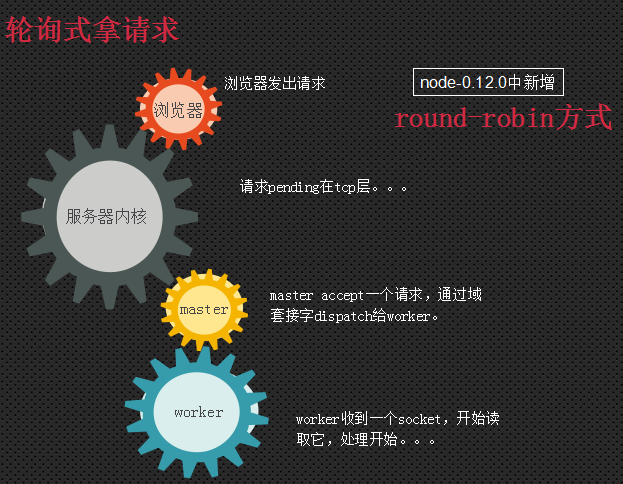 轮询式拿请求
浏览器
浏览器发出请求
node-0.12.0中新增
round-robin方式
服务器内核
请求pending在tcp层。。。
master
master accept一个请求，通过域
套接字dispatch给worker。
worker
worker收到一个socket，开始读
取它，处理开始。。。